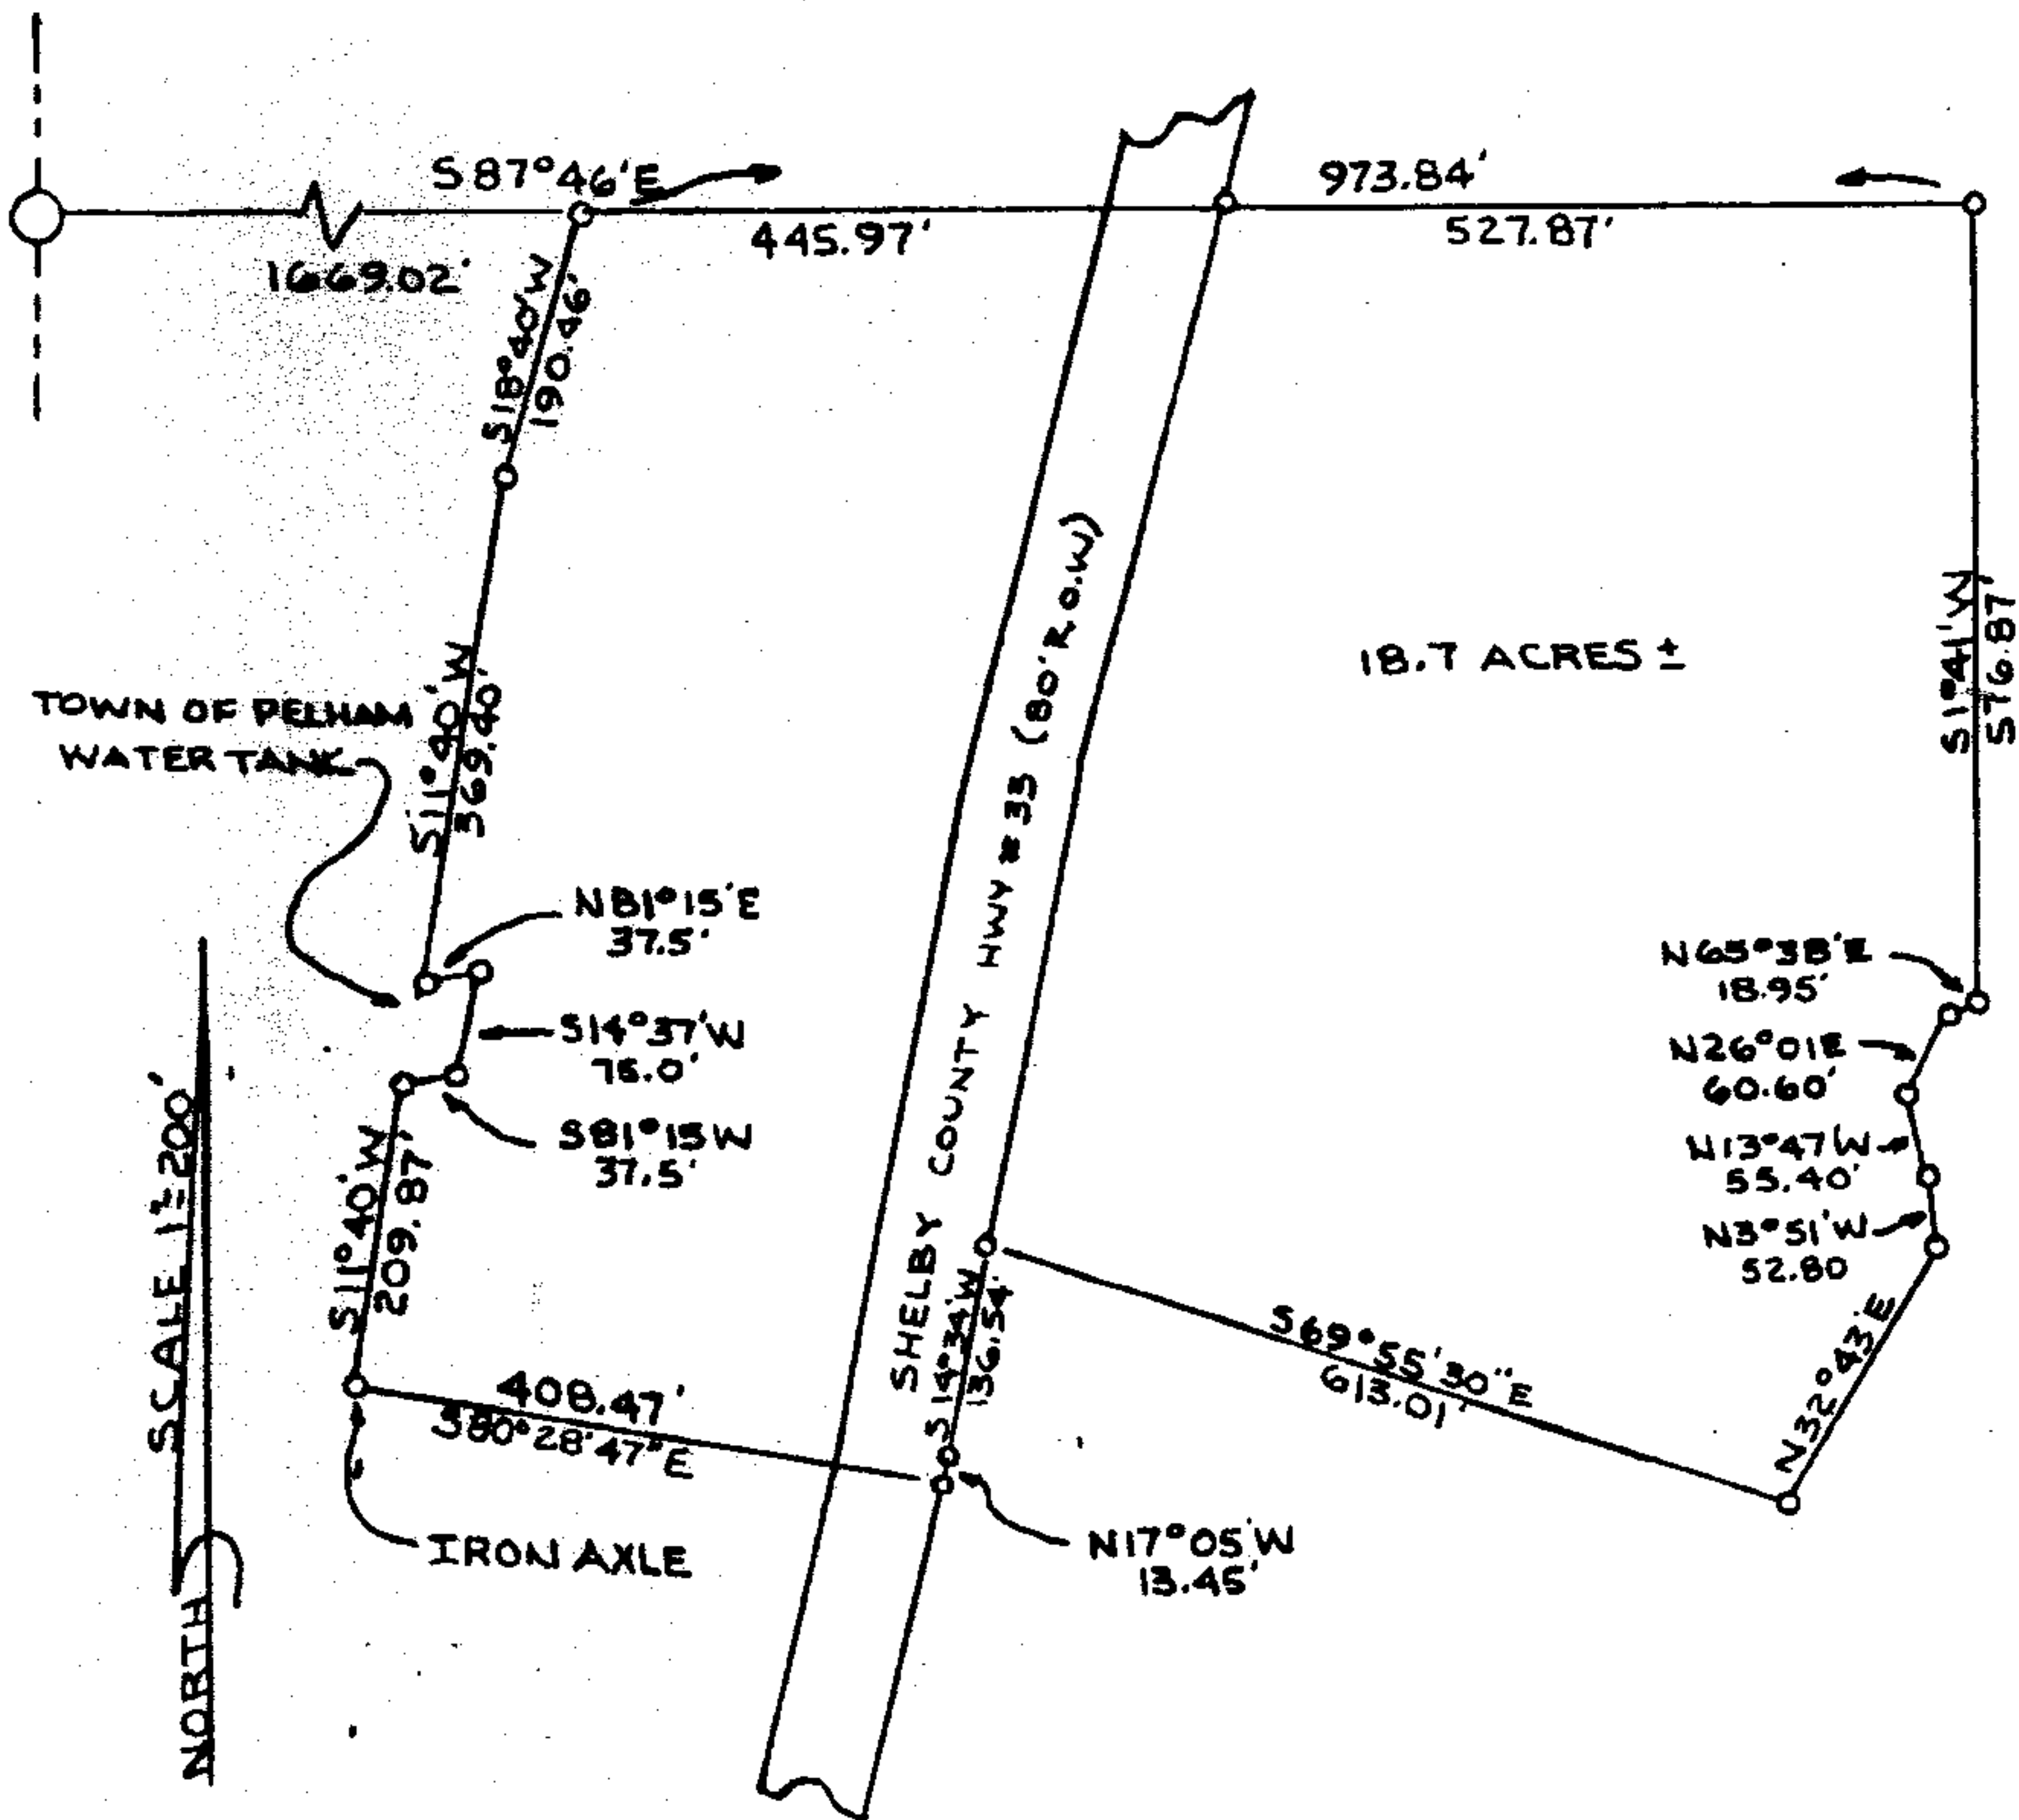 S87°46'E
1669.02'
973.84'
445.97'
527.87'
S18°40'W
190.46'
S11°40'W
369.40'
TOWN OF PELHAM
WATER TANK
18.7 ACRES ±
S1°41'W
576.87
N81°15'E
37.5'
S14°37'W
75.0'
S81°15W
37.5'
SHELBY COUNTY HWY # 33 (80' R.O.W)
N65°38'E
18.95'
N26°01E
60.60'
N13°47W
55.40'
N3°51'W
52.80
S11°40'W
209.87'
S14°34'W
136.54'
S69°55'30"E
613.01'
N32°43'E
408.47'
S80°28'47"E
IRON AXLE
N17°05'W
13.45'
SCALE 1"=200'
NORTH